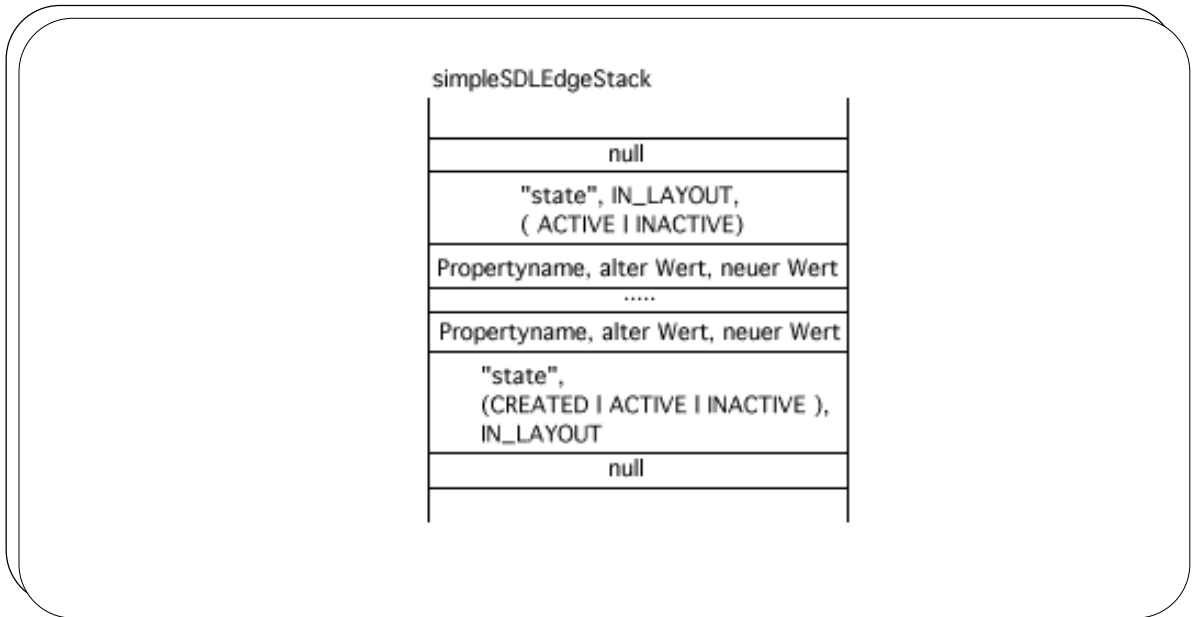 simpleSDLEdgeStack
null
"state", IN_LAYOUT,
( ACTIVE | INACTIVE)
Propertyname, alter Wert, neuer Wert
.....
Propertyname, alter Wert, neuer Wert
"state",
(CREATED | ACTIVE | INACTIVE ),
IN_LAYOUT
null